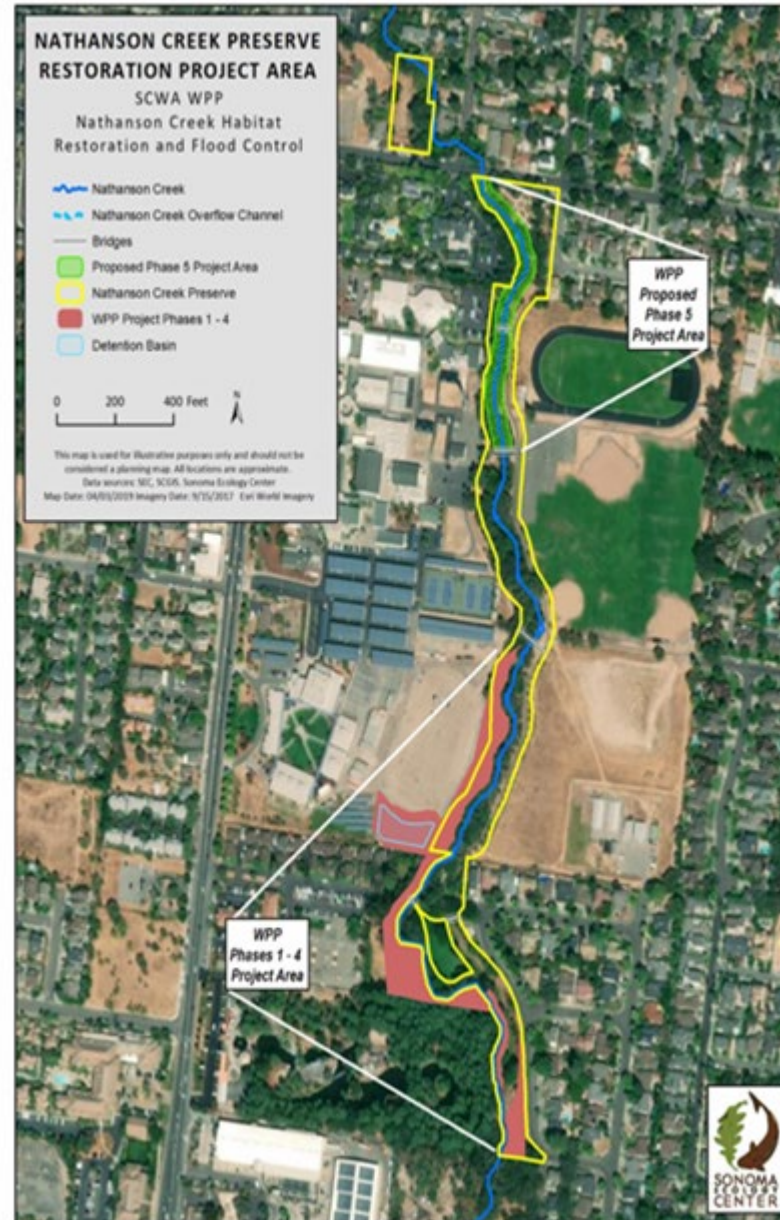 NATHANSON CREEK PRESERVE
RESTORATION PROJECT AREA
SCWA WPP
Nathanson Creek Habitat
Restoration and Flood Control
Nathanson Creek
Nathanson Creek Overflow Channel
Bridges
Proposed Phase 5 Project Area
Nathanson Creek Preserve
WPP Project Phases 1 - 4
Detention Basin
0 200 400 Feet
N
This map is used for illustrative purposes only and should not be
considered a planning map. All locations are approximate.
Data sources: SEC, SCGIS, Sonoma Ecology Center
Map Date: 04/03/2019 Imagery Date: 9/15/2017 Esri World Imagery
WPP
Proposed
Phase 5
Project Area
WPP
Phases 1 - 4
Project Area
SONOMA
ECOLOGY
CENTER